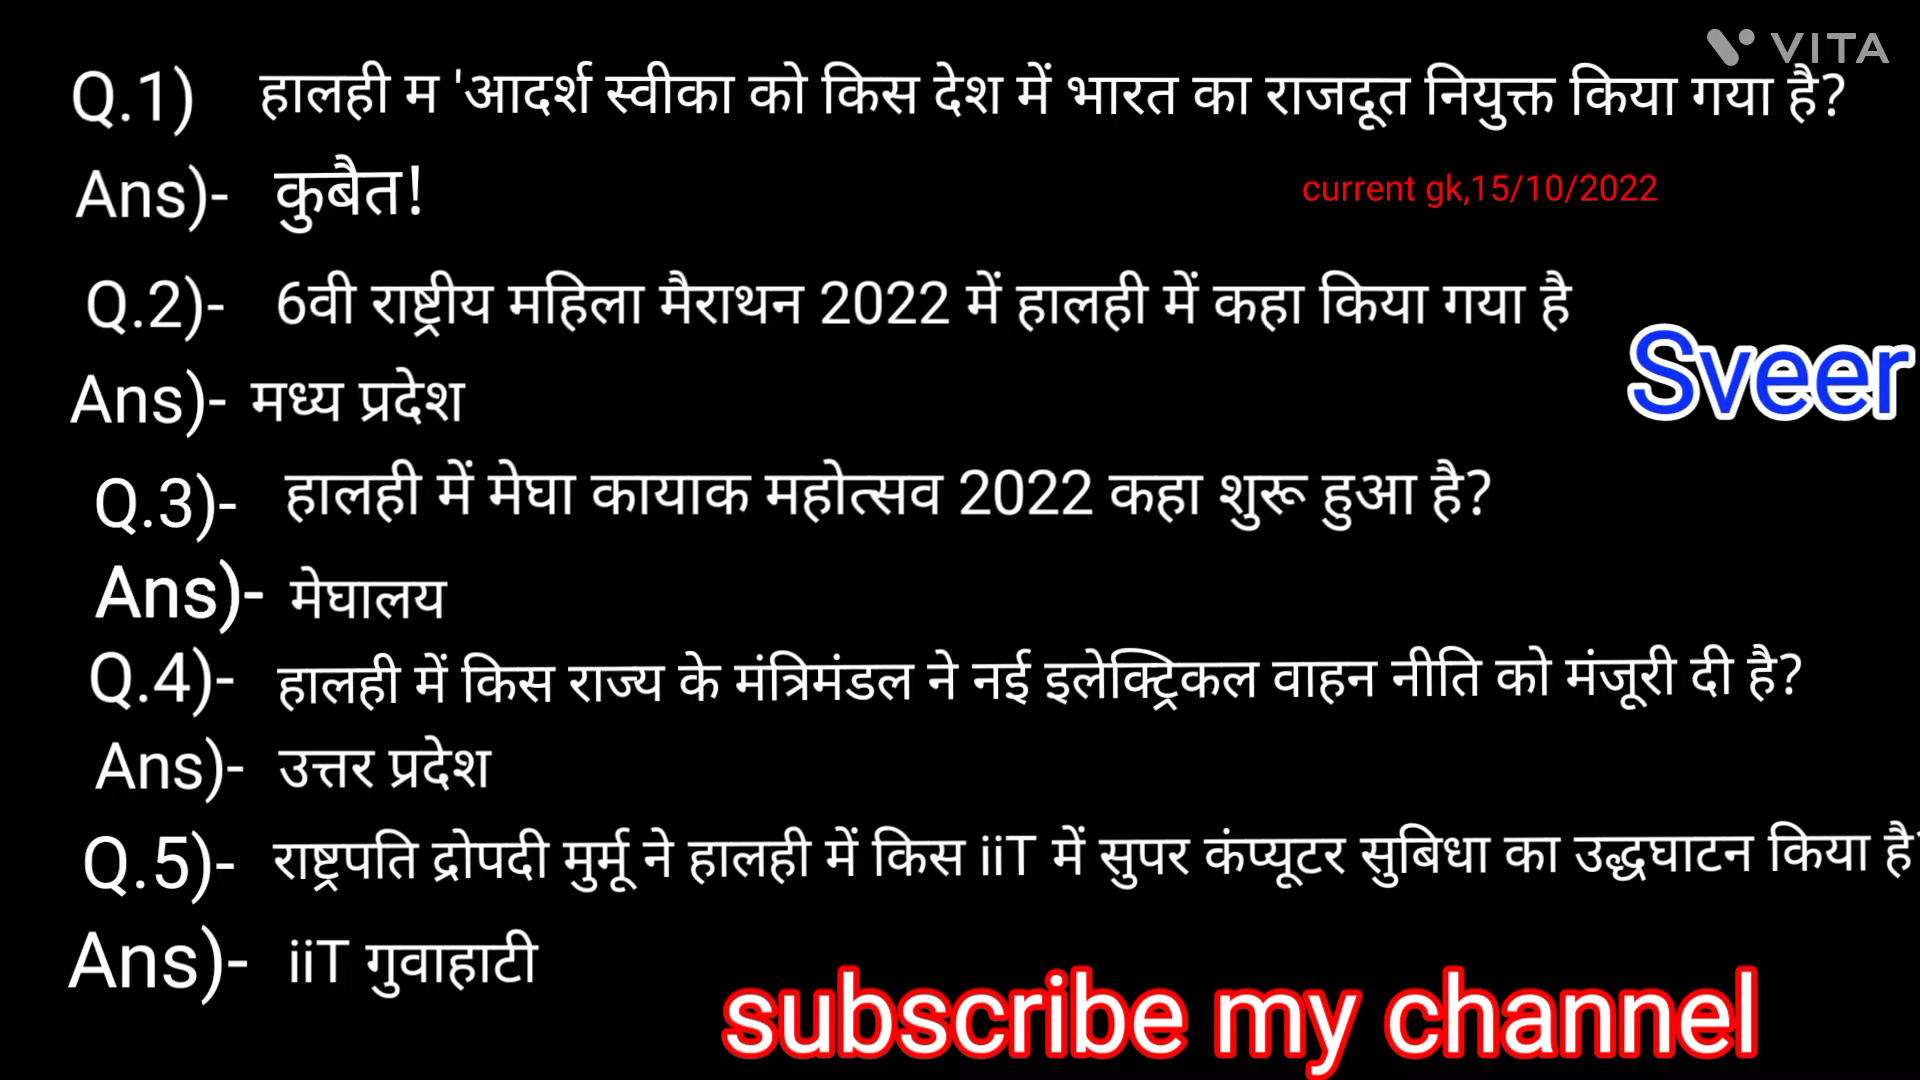 VITA
Q.1) हालही म 'आदर्श स्वीका को किस देश में भारत का राजदूत नियुक्त किया गया है?
Ans)- कुबैत!
current gk,15/10/2022
Q.2)- 6वी राष्ट्रीय महिला मैराथन 2022 में हालही में कहा किया गया है
Sveer
Ans)- मध्य प्रदेश
Q.3)- हालही में मेघा कायाक महोत्सव 2022 कहा शुरू हुआ है?
Ans)- मेघालय
Q.4)- हालही में किस राज्य के मंत्रिमंडल ने नई इलेक्ट्रिकल वाहन नीति को मंजूरी दी है?
Ans)- उत्तर प्रदेश
Q.5)- राष्ट्रपति द्रोपदी मुर्मू ने हालही में किस iiT में सुपर कंप्यूटर सुबिधा का उद्धघाटन किया है?
Ans)- iiT गुवाहाटी
subscribe my channel